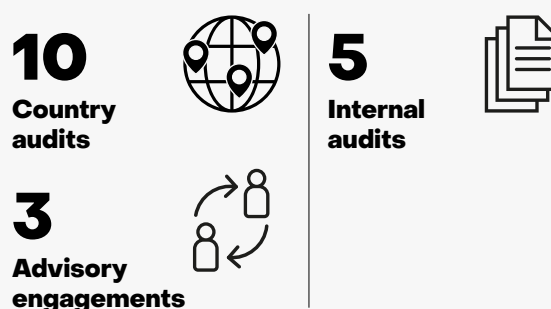 10
Country
audits
3
Advisory
engagements
5
Internal
audits